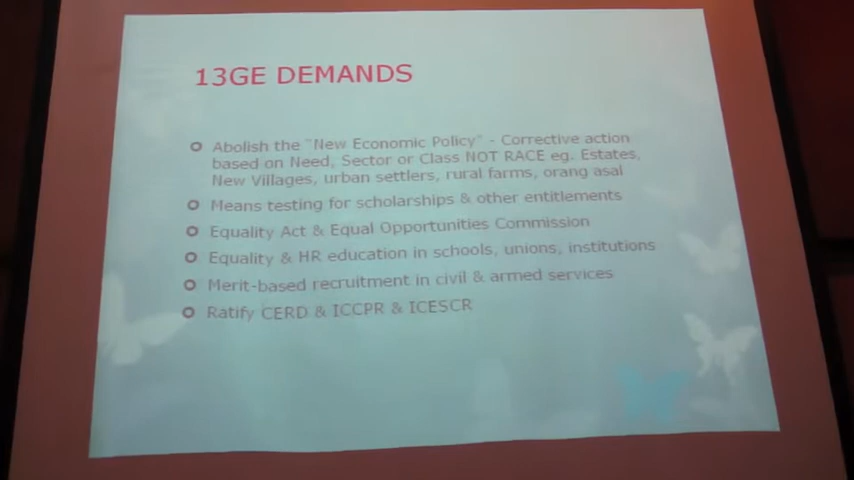 13GE DEMANDS
Abolish the "New Economic Policy" - Corrective action
based on Need, Sector or Class NOT RACE eg. Estates,
New Villages, urban settlers, rural farms, orang asal
Means testing for scholarships & other entitlements
Equality Act & Equal Opportunities Commission
Equality & HR education in schools, unions, institutions
Merit-based recruitment in civil & armed services
Ratify CERD & ICCPR & ICESCR